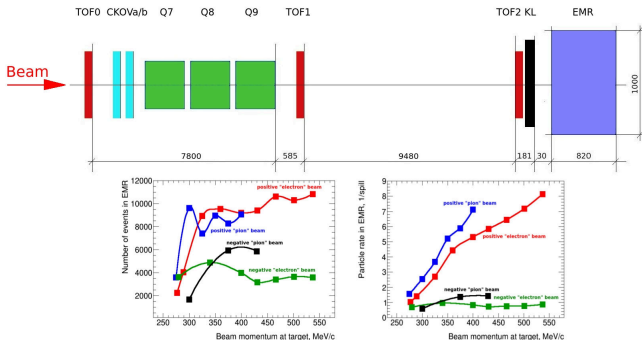 TOF0 CKOVa/b Q7 Q8 Q9 TOF1 TOF2 KL EMR
Beam
1000
7800 585 9480 181 30 820
Number of events in EMR
12000
10000
8000
6000
4000
2000
positive "electron" beam
positive "pion" beam
negative "pion" beam
negative "electron" beam
250 300 350 400 450 500 550
Beam momentum at target, MeV/c
Particle rate in EMR, 1/spill
9
8
7
6
5
4
3
2
1
0
positive "pion" beam
positive "electron" beam
negative "pion" beam
negative "electron" beam
250 300 350 400 450 500 550
Beam momentum at target, MeV/c